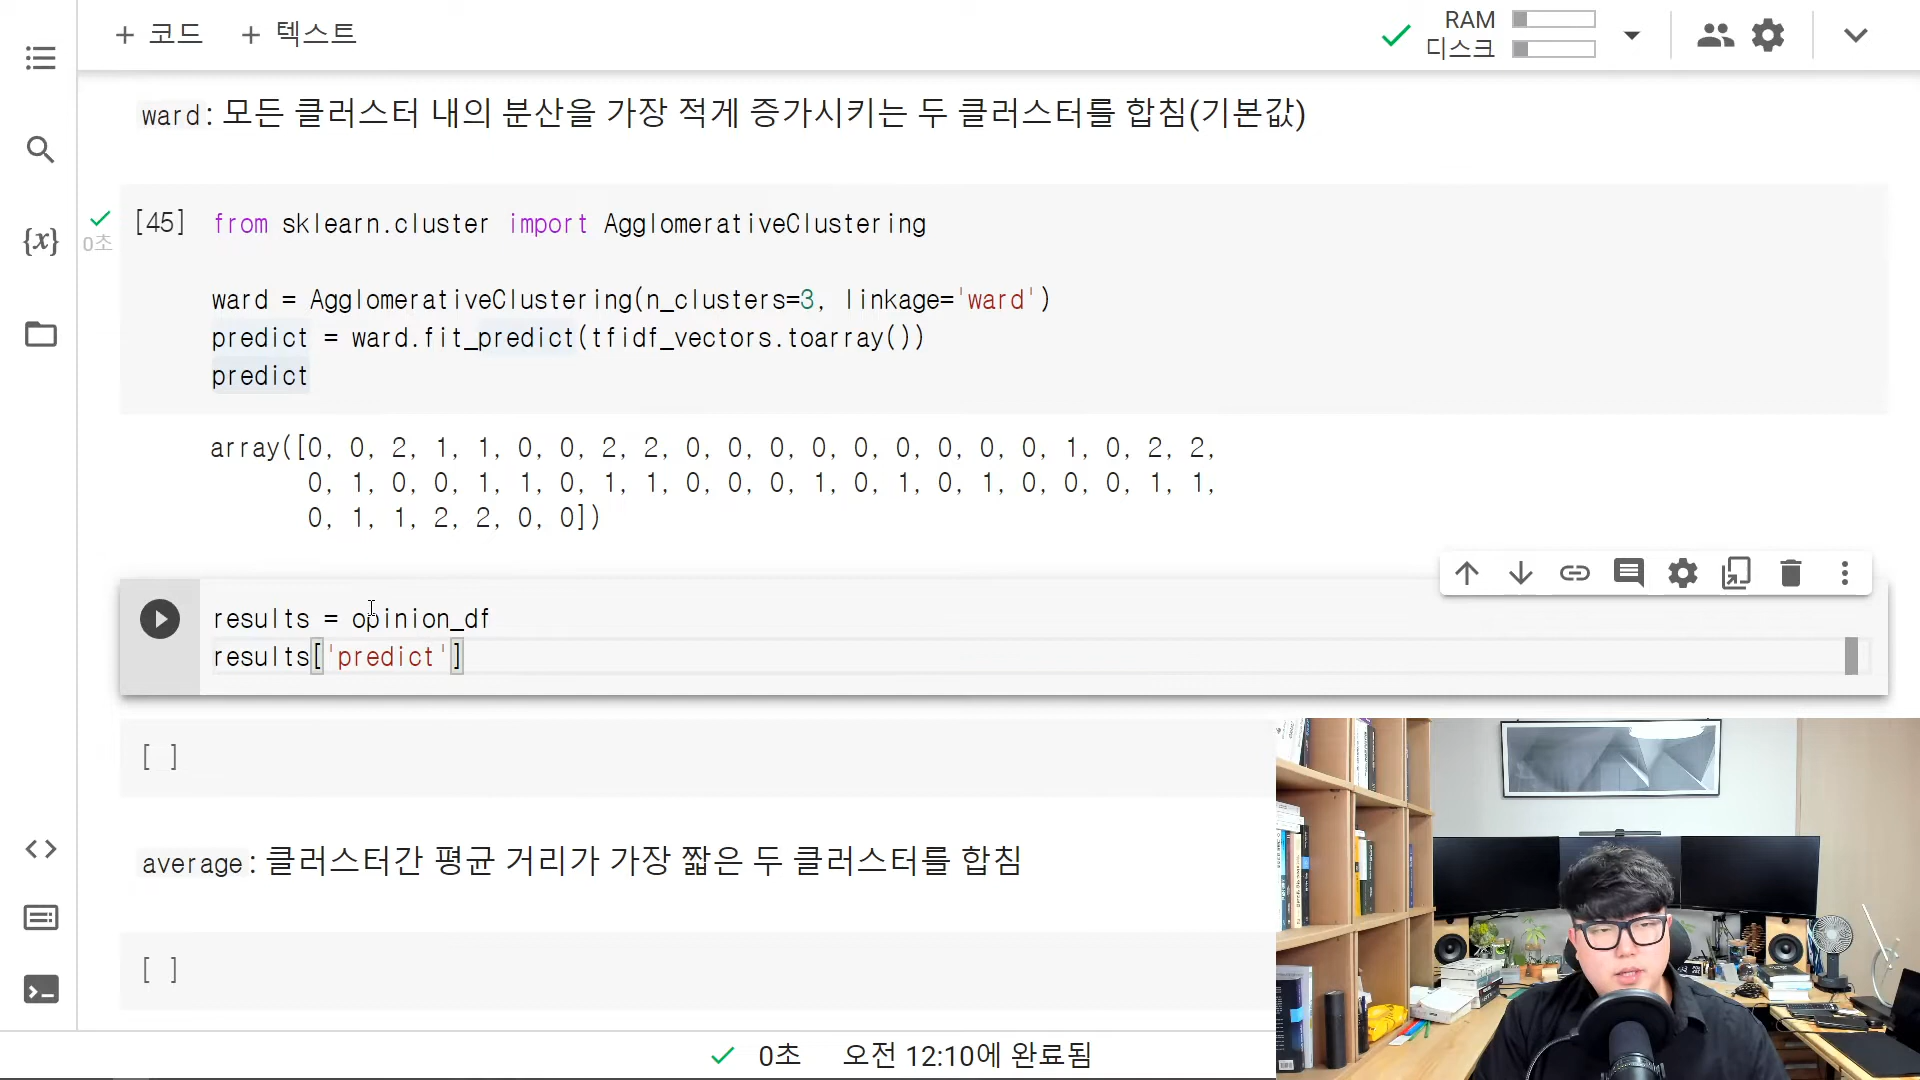 + 코드 + 텍스트
RAM
디스크
ward: 모든 클러스터 내의 분산을 가장 적게 증가시키는 두 클러스터를 합침(기본값)
{x}
0초
[45] from sklearn.cluster import AgglomerativeClustering
ward = AgglomerativeClustering(n_clusters=3, linkage='ward')
predict = ward.fit_predict(tfidf_vectors.toarray())
predict
array([0, 0, 2, 1, 1, 0, 0, 2, 2, 0, 0, 0, 0, 0, 0, 0, 0, 0, 1, 0, 2, 2,
0, 1, 0, 0, 1, 1, 0, 1, 1, 0, 0, 0, 1, 0, 1, 0, 1, 0, 0, 0, 1, 1,
0, 1, 1, 2, 2, 0, 0])
results = opinion_df
results['predict']
[ ]
average: 클러스터간 평균 거리가 가장 짧은 두 클러스터를 합침
[ ]
0초 오전 12:10에 완료됨